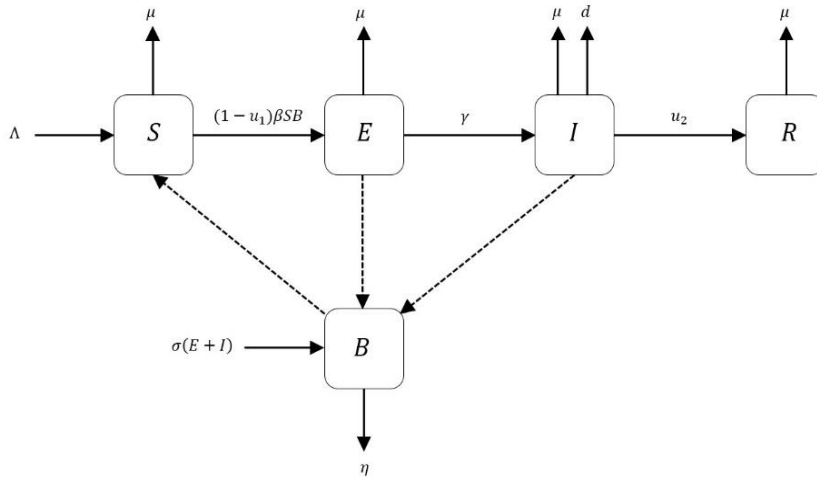 μ μ μ d μ
Λ S (1 − u₁)βSB E γ I u₂ R
σ(E + I) B
η